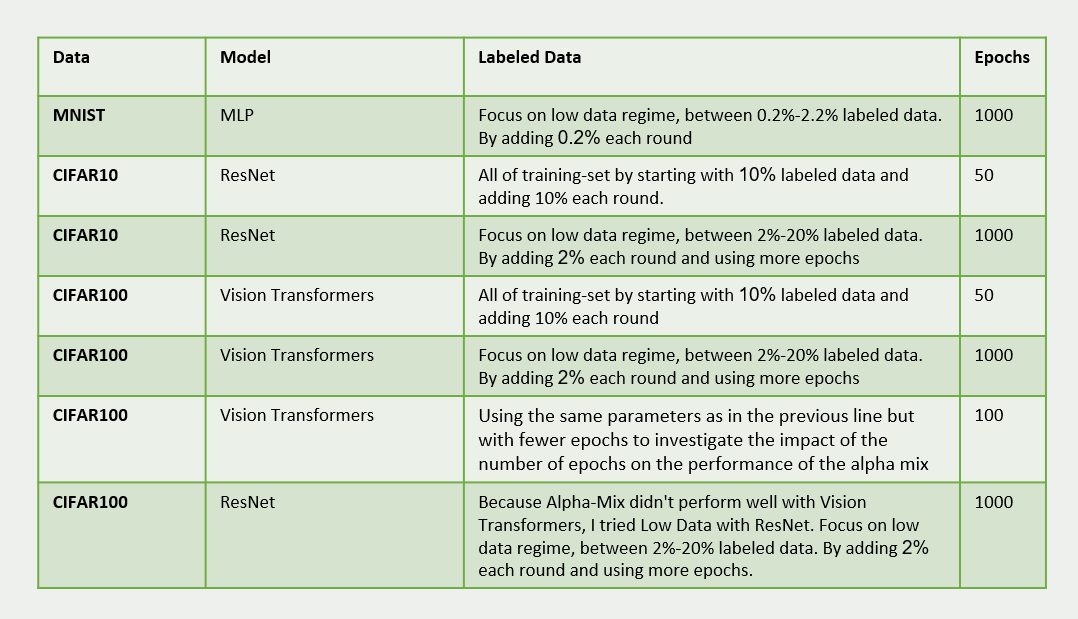 Data Model Labeled Data Epochs
MNIST MLP Focus on low data regime, between 0.2%-2.2% labeled data. 1000
By adding 0.2% each round
CIFAR10 ResNet All of training-set by starting with 10% labeled data and 50
adding 10% each round.
CIFAR10 ResNet Focus on low data regime, between 2%-20% labeled data. 1000
By adding 2% each round and using more epochs
CIFAR100 Vision Transformers All of training-set by starting with 10% labeled data and 50
adding 10% each round
CIFAR100 Vision Transformers Focus on low data regime, between 2%-20% labeled data. 1000
By adding 2% each round and using more epochs
CIFAR100 Vision Transformers Using the same parameters as in the previous line but 100
with fewer epochs to investigate the impact of the
number of epochs on the performance of the alpha mix
CIFAR100 ResNet Because Alpha-Mix didn't perform well with Vision 1000
Transformers, I tried Low Data with ResNet. Focus on low
data regime, between 2%-20% labeled data. By adding 2%
each round and using more epochs.